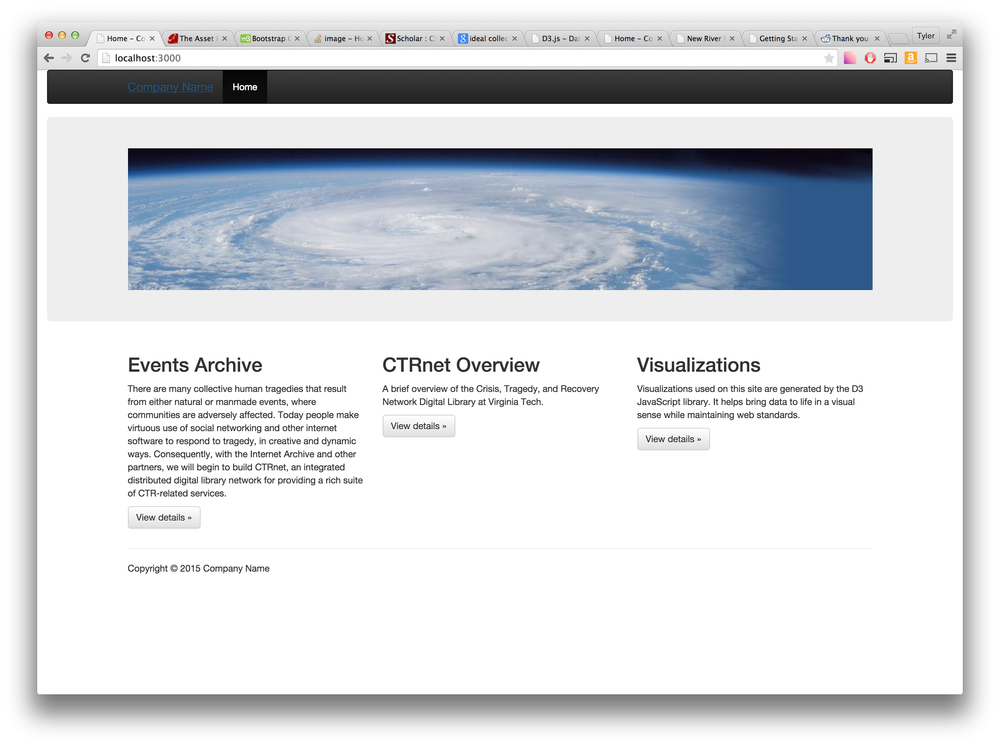 Home – Co
The Asset
Bootstrap
image – Ho
Scholar : CS
ideal collec
D3.js – Dat
Home – Co
New River
Getting Sta
Thank you
Tyler
localhost:3000
Company Name
Home
Events Archive
There are many collective human tragedies that result
from either natural or manmade events, where
communities are adversely affected. Today people make
virtuous use of social networking and other internet
software to respond to tragedy, in creative and dynamic
ways. Consequently, with the Internet Archive and other
partners, we will begin to build CTRnet, an integrated
distributed digital library network for providing a rich suite
of CTR-related services.
View details »
CTRnet Overview
A brief overview of the Crisis, Tragedy, and Recovery
Network Digital Library at Virginia Tech.
View details »
Visualizations
Visualizations used on this site are generated by the D3
JavaScript library. It helps bring data to life in a visual
sense while maintaining web standards.
View details »
Copyright © 2015 Company Name